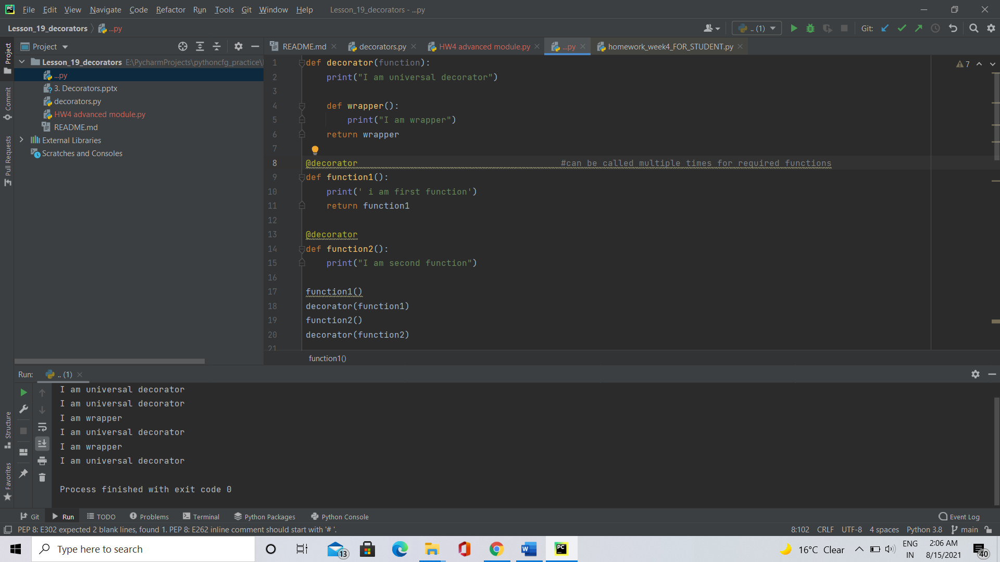 File Edit View Navigate Code Refactor Run Tools Git Window Help Lesson_19_decorators - ...py
Lesson_19_decorators ...py .. (1) Git:
Project README.md decorators.py HW4 advanced module.py ...py homework_week4_FOR_STUDENT.py
Project
Commit
Pull Requests
Structure
Favorites
Lesson_19_decorators E:\PycharmProjects\pythoncfg_practice\
...py
3. Decorators.pptx
decorators.py
HW4 advanced module.py
README.md
External Libraries
Scratches and Consoles
7
1 def decorator(function):
2 print("I am universal decorator")
3
4 def wrapper():
5 print("I am wrapper")
6 return wrapper
7
8 @decorator #can be called multiple times for required functions
9 def function1():
10 print(' i am first function')
11 return function1
12
13 @decorator
14 def function2():
15 print("I am second function")
16
17 function1()
18 decorator(function1)
19 function2()
20 decorator(function2)
21
function1()
Run: .. (1)
I am universal decorator
I am universal decorator
I am wrapper
I am universal decorator
I am wrapper
I am universal decorator
Process finished with exit code 0
Git Run TODO Problems Terminal Python Packages Python Console Event Log
PEP 8: E302 expected 2 blank lines, found 1. PEP 8: E262 inline comment should start with '# '. 8:102 CRLF UTF-8 4 spaces Python 3.8 main
Type here to search 13 16°C Clear ENG IN 2:06 AM 8/15/2021 40